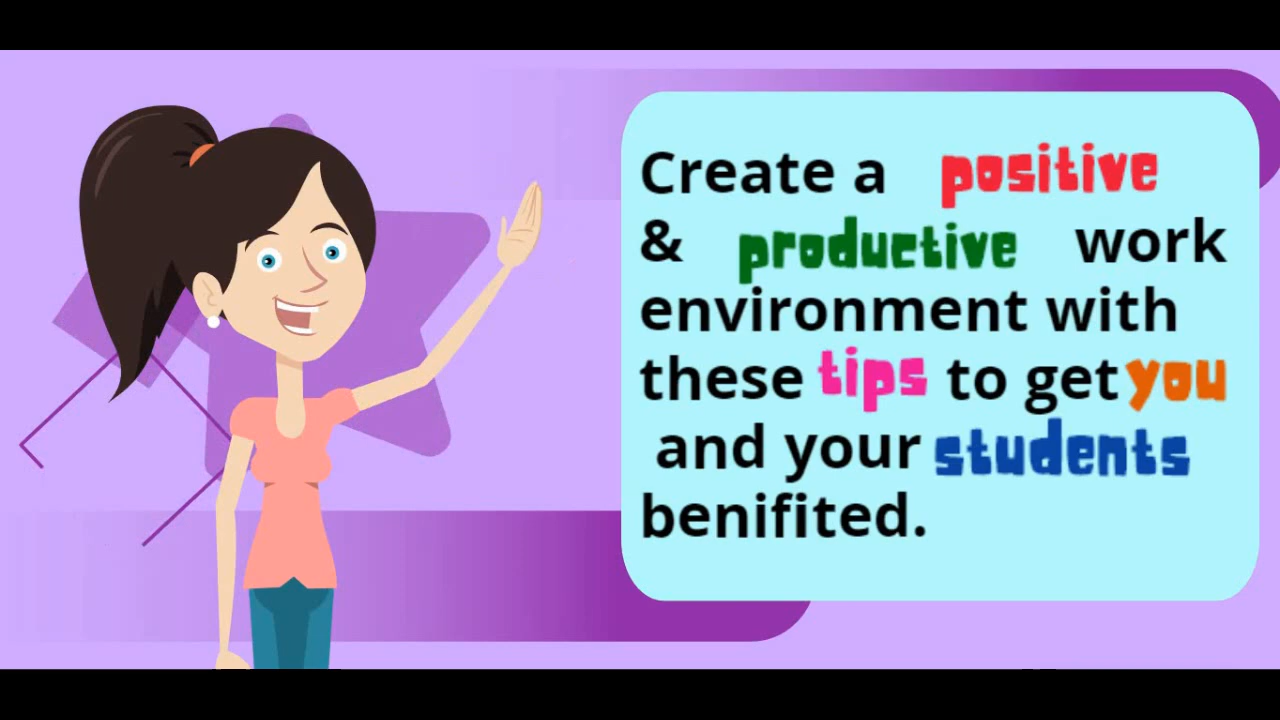 Create a positive
& productive work
environment with
these tips to get you
and your students
benifited.